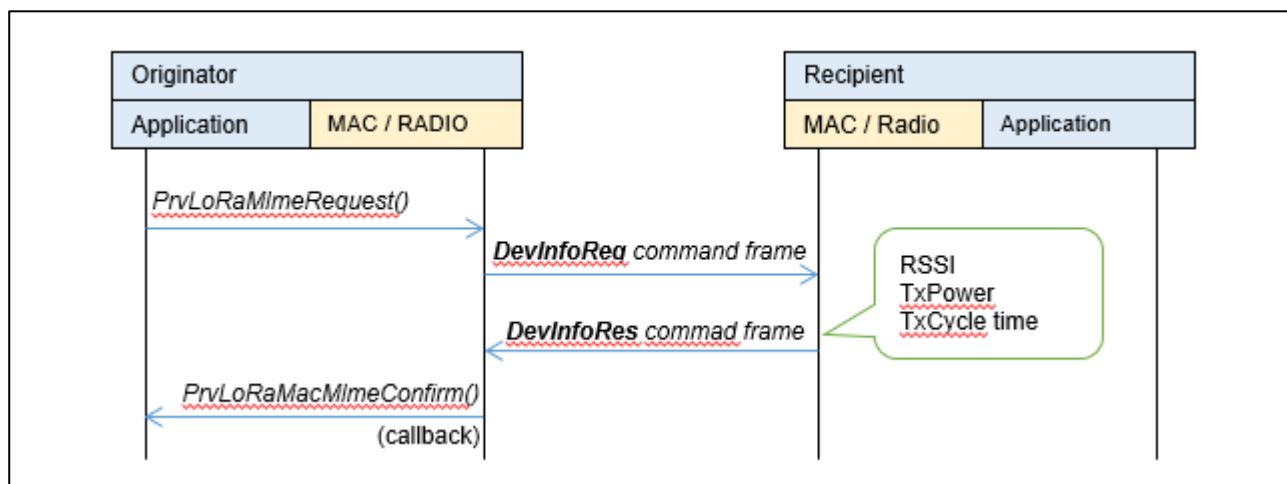 Originator
Recipient
Application
MAC / RADIO
MAC / Radio
Application
PrvLoRaMlmeRequest()
DevInfoReq command frame
RSSI
TxPower
TxCycle time
DevInfoRes commad frame
PrvLoRaMacMlmeConfirm()
(callback)